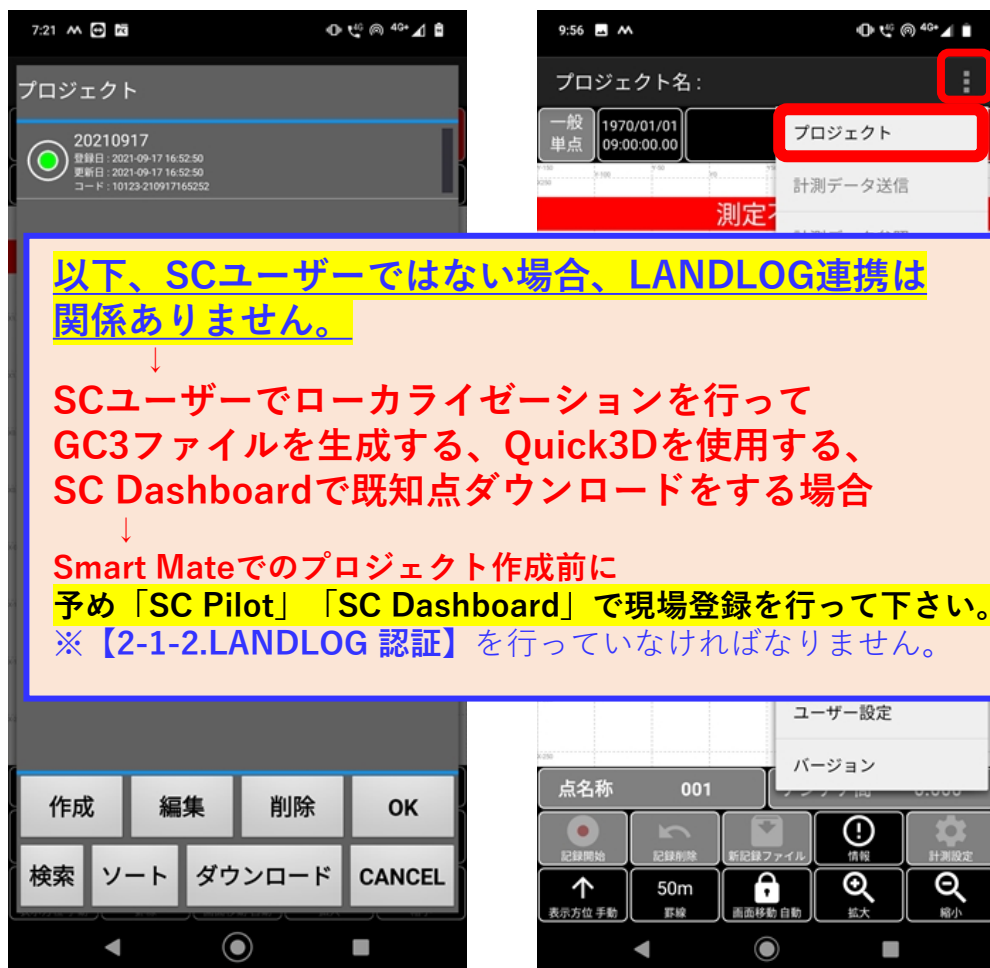 7:21
4G+
プロジェクト
20210917
登録日 : 2021-09-17 16:52:50
更新日 : 2021-09-17 16:52:50
コード : 10123-210917165252
9:56
4G+
プロジェクト名 :
一般
単点
1970/01/01
09:00:00.00
プロジェクト
計測データ送信
測定不
以下、SCユーザーではない場合、LANDLOG連携は
関係ありません。
↓
SCユーザーでローカライゼーションを行って
GC3ファイルを生成する、Quick3Dを使用する、
SC Dashboardで既知点ダウンロードをする場合
↓
Smart Mateでのプロジェクト作成前に
予め「SC Pilot」「SC Dashboard」で現場登録を行って下さい。
※【2-1-2.LANDLOG 認証】を行っていなければなりません。
作成
編集
削除
OK
検索
ソート
ダウンロード
CANCEL
ユーザー設定
バージョン
点名称 001
記録開始
記録削除
新記録ファイル
情報
計測設定
表示方位 手動
50m
罫線
画面移動 自動
拡大
縮小